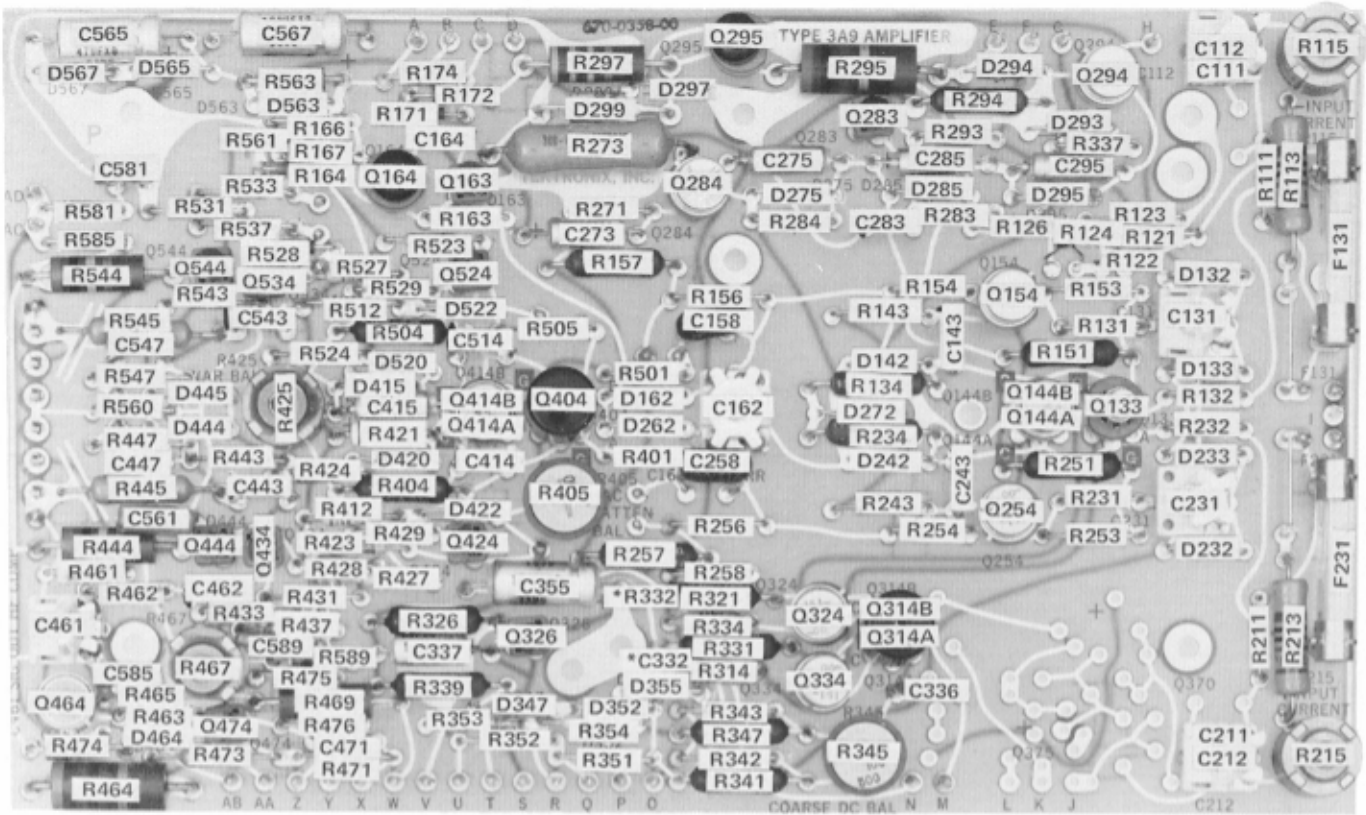 670-0358-00
TYPE 3A9 AMPLIFIER
A B C D E F G H
C565 C567 R297 Q295 R295 D294 Q294 C112 C111 R115
D567 D565 R563 D563 R174 R172 R171 D299 D297 Q283 R294 R293 D293 R337
INPUT
CURRENT
R561 R166 R167 R164 C164 R273 C275 C285 C295 R111 R113
C581 R533 Q164 Q163 Q284 D275 D285 D295
TEKTRONIX, INC.
R581 R531 R163 R271 R284 C283 R283 R126 R124 R123 R121
R585 R537 R528 R523 C273 R122 F131
R544 Q544 Q534 R527 Q524 R157 R154 Q154 R153 D132
R543 R529 D522 R156
R545 C543 R512 R504 C514 R505 C158 R143 C143 R131 C131
C547 R524 D520 D142 R151
R547 D445 D415 R501 R134 D133
R560 R425 C415 Q414B Q404 D162 C162 D272 Q144B Q133 R132
D444 Q414A D262 Q144A
R447 R421 R234 R232
C447 R443 R424 D420 C414 R401 C258 D242 C243 R251 D233
R445 C443 R404 R405 R243 R231 C231
C561 R412 D422 R256 R254 Q254
R444 Q444 Q434 R423 R429 Q424 R257 R253 D232
R461 R428 R427 R258
R462 C462 R431 C355 *R332 R321 Q324 Q314B F231
C461 R433 R437 R326 Q326 R334 Q314A R211 R213
C589 R589 C337 *C332 R331
C585 R467 R475 R339 D355 R314 Q334 C336
Q464 R465 R469 D347 D352 R343
R463 Q474 R476 R353 R354 R347
D464 R352 R345 C211
R474 R473 C471 R351 R342 C212 R215
R464 R471 R341
INPUT
CURRENT
COARSE DC BAL
AB AA Z Y X W V U T S R Q P O N M L K J
C212